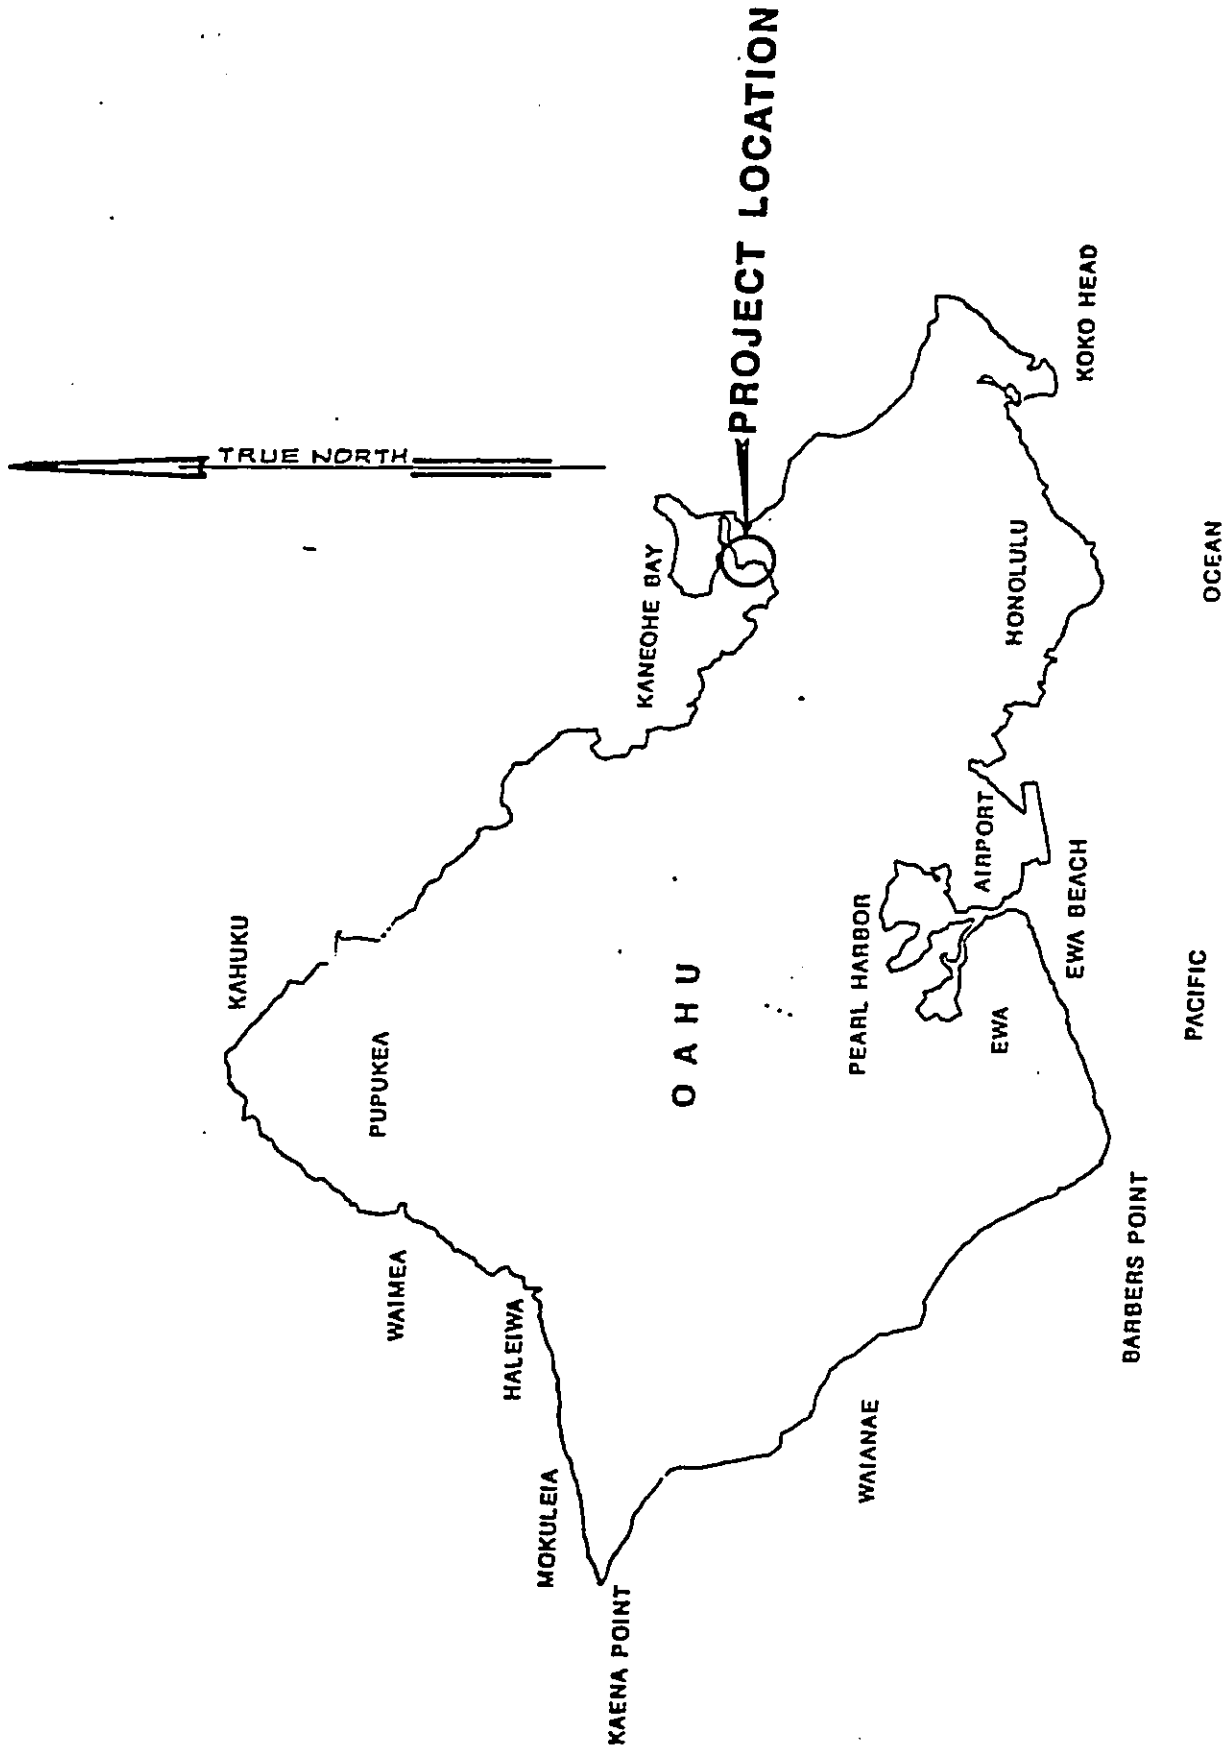 TRUE NORTH
PROJECT LOCATION
KANEOHE BAY
KAHUKU
PUPUKEA
WAIMEA
HALEIWA
MOKULEIA
KAENA POINT
OAHU
KOKO HEAD
HONOLULU
AIRPORT
PEARL HARBOR
EWA BEACH
EWA
WAIANAE
BARBERS POINT
PACIFIC
OCEAN